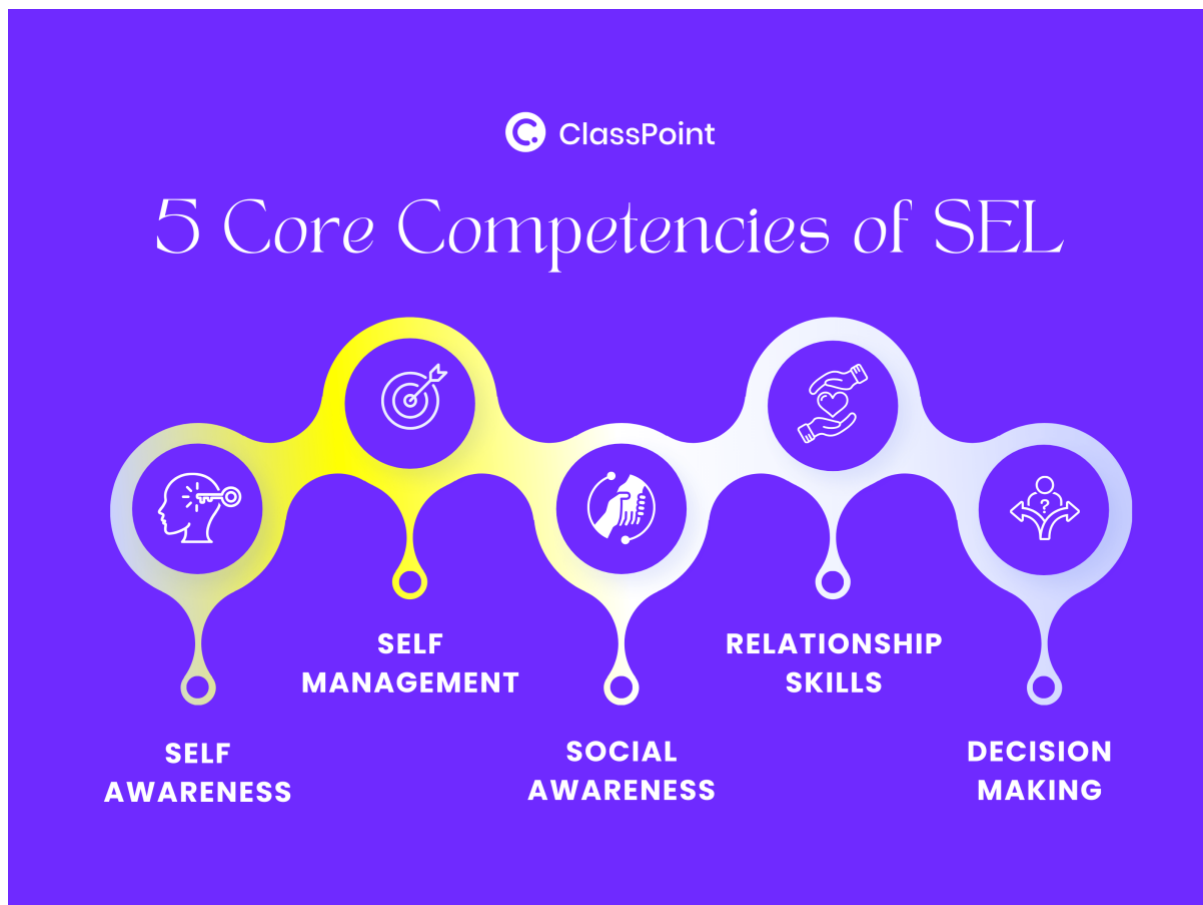 ClassPoint
5 Core Competencies of SEL
?
SELF
AWARENESS
SELF
MANAGEMENT
SOCIAL
AWARENESS
RELATIONSHIP
SKILLS
DECISION
MAKING